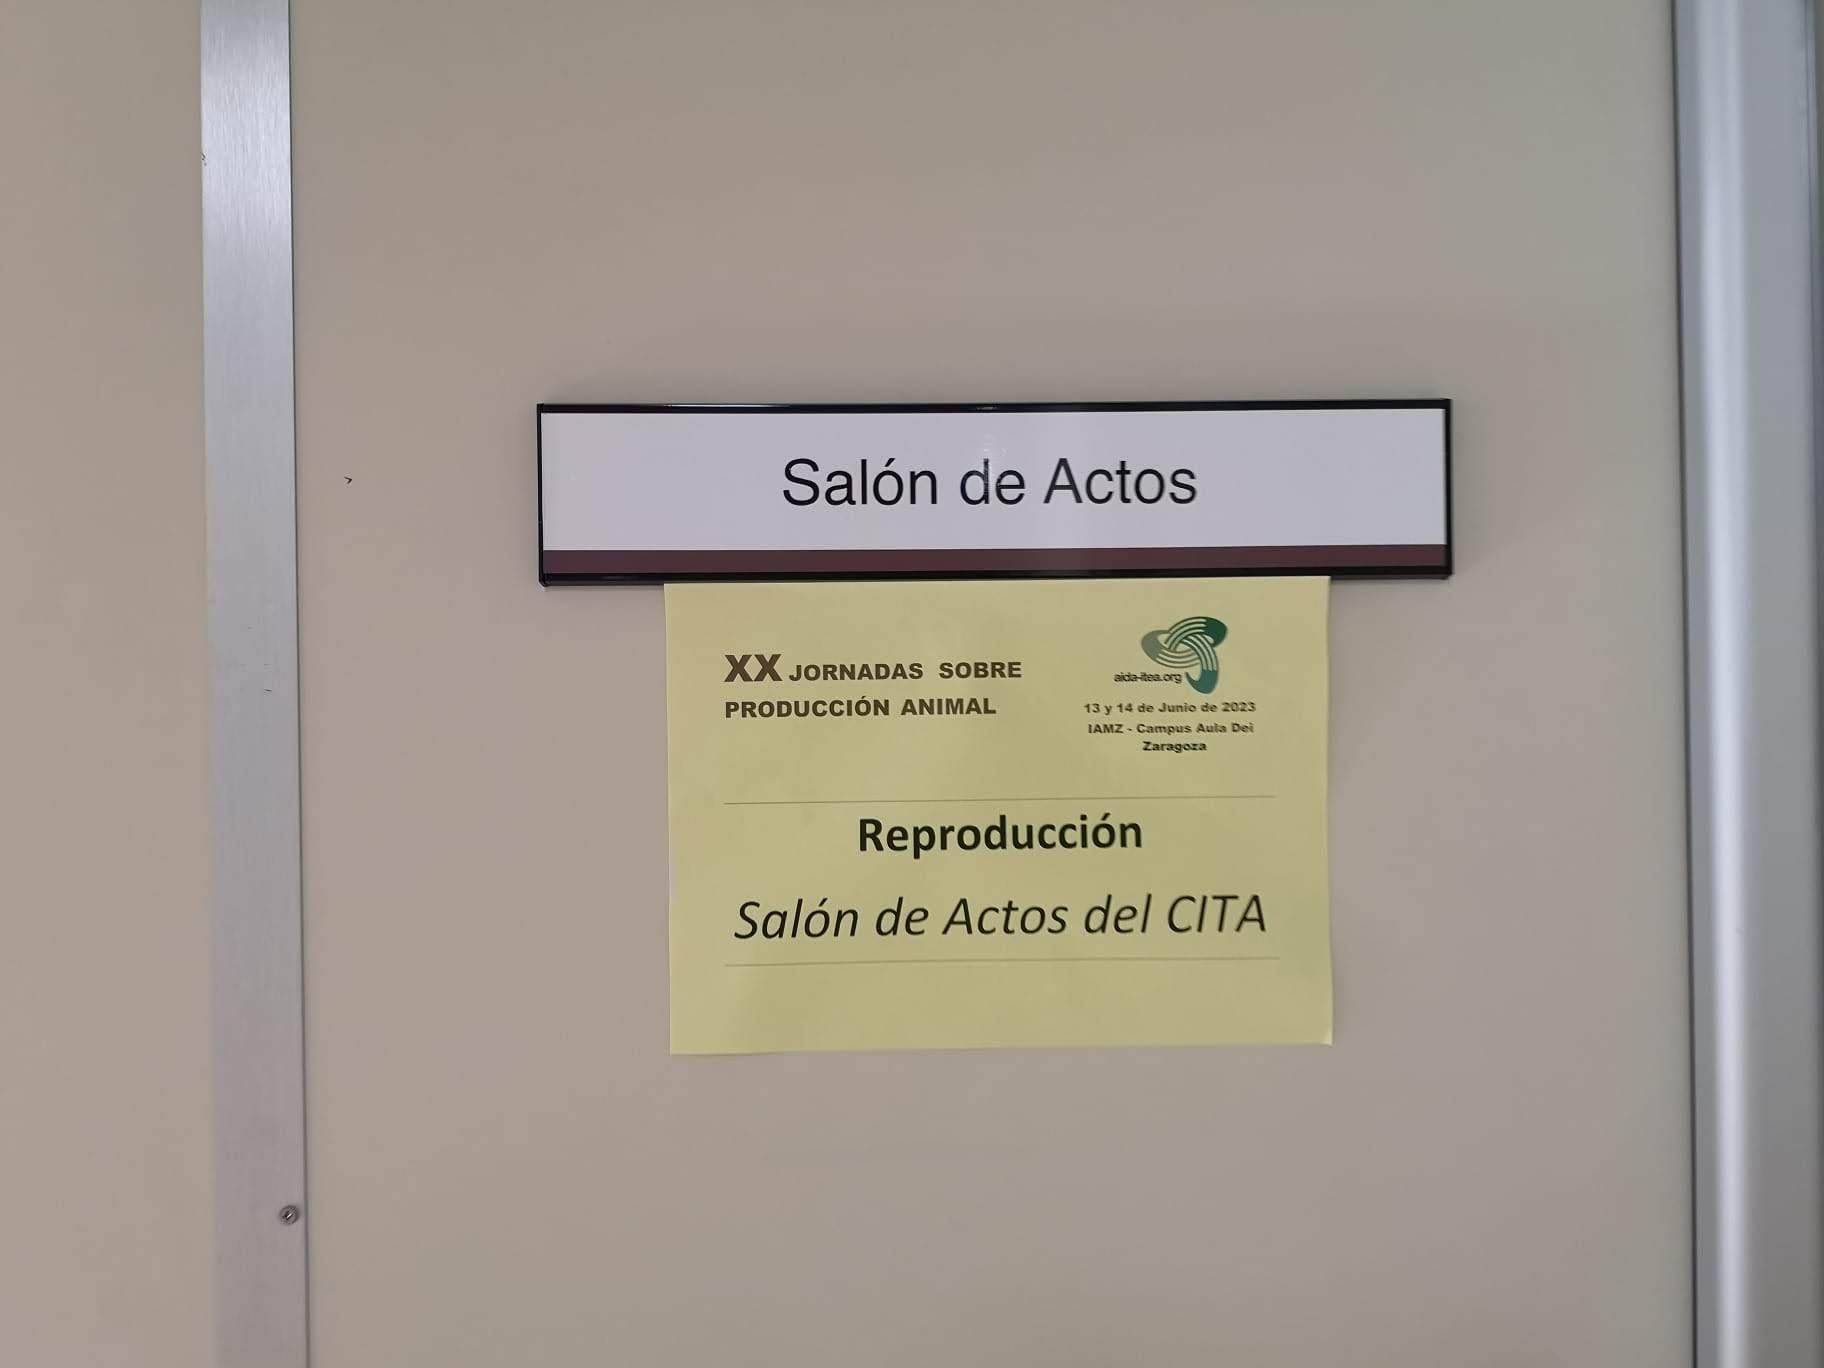 Salón de Actos
XX JORNADAS SOBRE
PRODUCCIÓN ANIMAL
aida-itea.org
13 y 14 de Junio de 2023
IAMZ - Campus Aula Dei
Zaragoza
Reproducción
Salón de Actos del CITA